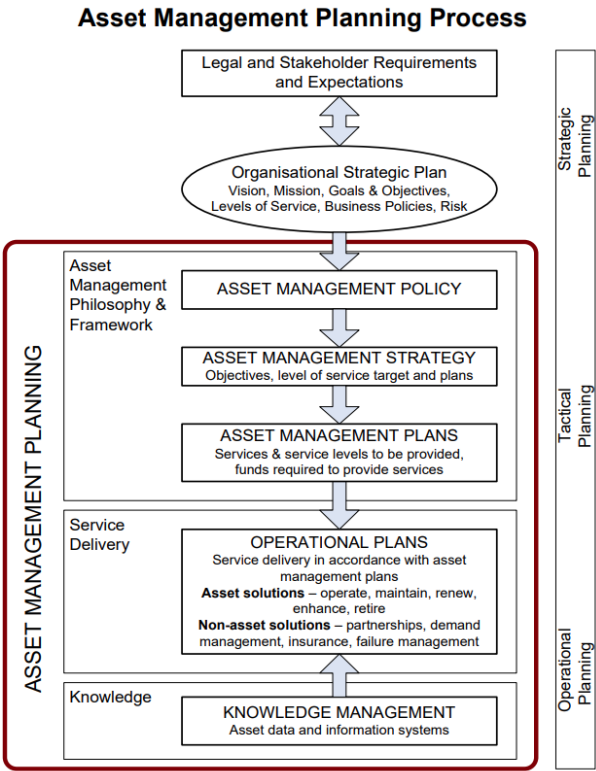 Asset Management Planning Process
Legal and Stakeholder Requirements
and Expectations
Organisational Strategic Plan
Vision, Mission, Goals & Objectives,
Levels of Service, Business Policies, Risk
Strategic
Planning
ASSET MANAGEMENT PLANNING
Asset
Management
Philosophy &
Framework
ASSET MANAGEMENT POLICY
ASSET MANAGEMENT STRATEGY
Objectives, level of service target and plans
ASSET MANAGEMENT PLANS
Services & service levels to be provided,
funds required to provide services
Tactical
Planning
Service
Delivery
OPERATIONAL PLANS
Service delivery in accordance with asset
management plans
Asset solutions – operate, maintain, renew,
enhance, retire
Non-asset solutions – partnerships, demand
management, insurance, failure management
Operational
Planning
Knowledge
KNOWLEDGE MANAGEMENT
Asset data and information systems